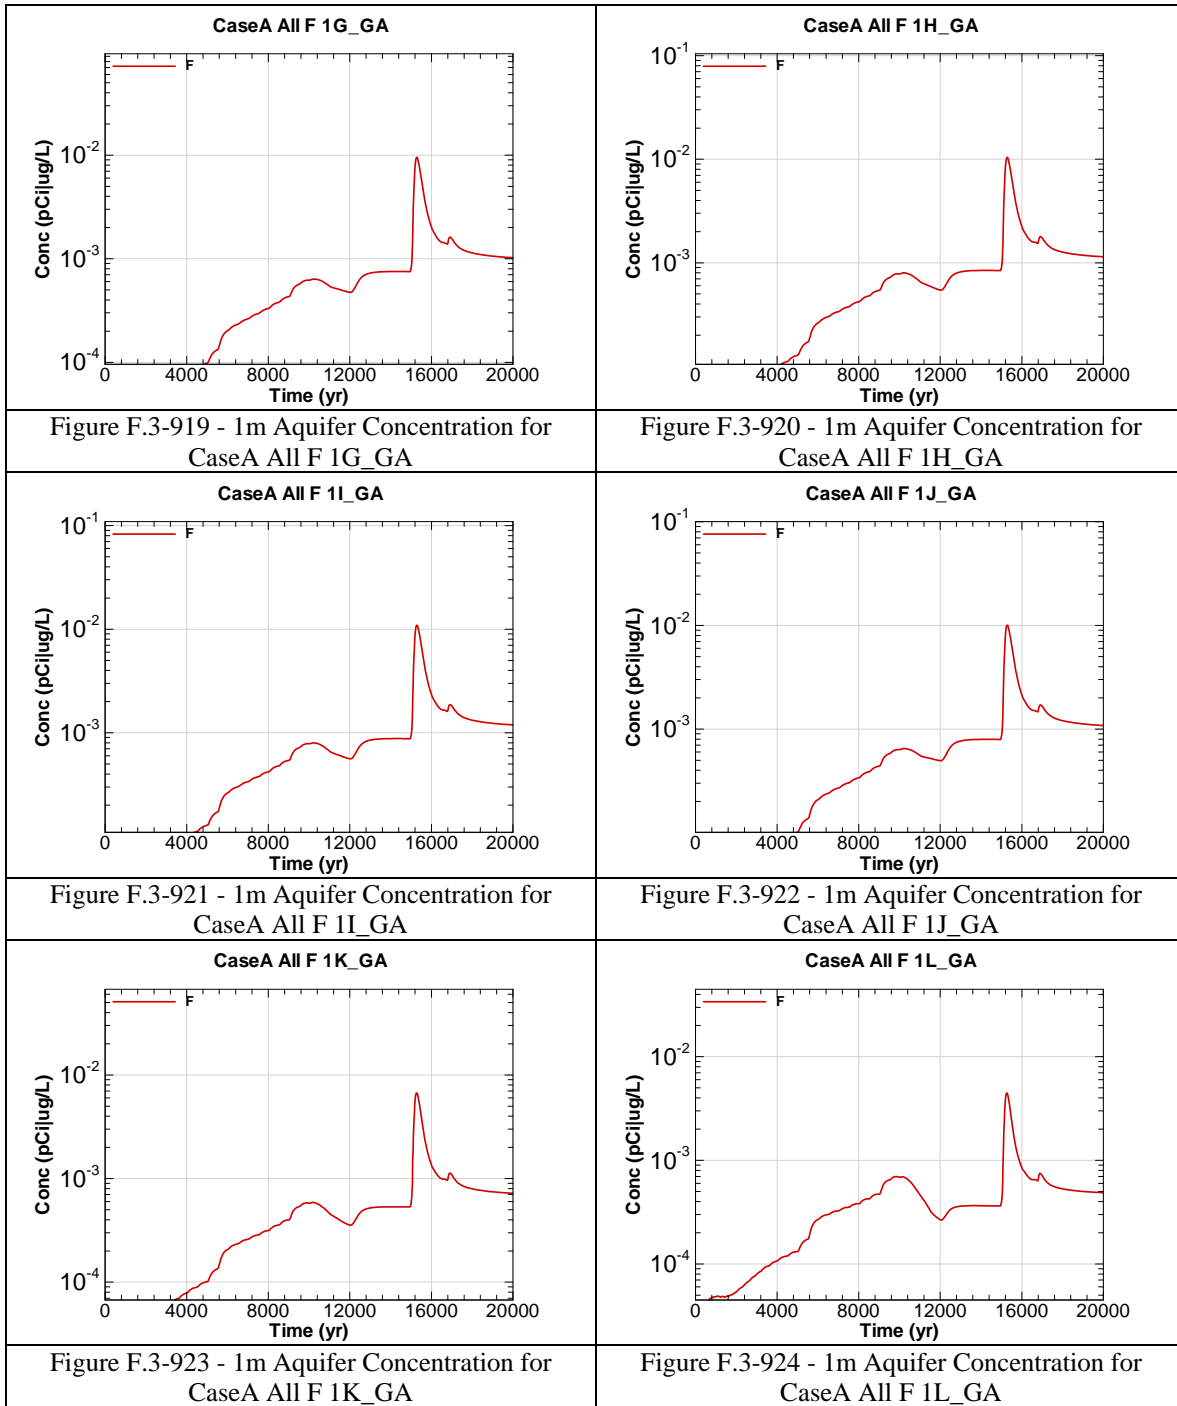 CaseA All F 1G_GA
F
10^-2
10^-3
10^-4
Conc (pCi|ug/L)
0 4000 8000 12000 16000 20000
Time (yr)
Figure F.3-919 - 1m Aquifer Concentration for
CaseA All F 1G_GA
CaseA All F 1H_GA
10^-1
F
10^-2
10^-3
Conc (pCi|ug/L)
0 4000 8000 12000 16000 20000
Time (yr)
Figure F.3-920 - 1m Aquifer Concentration for
CaseA All F 1H_GA
CaseA All F 1I_GA
10^-1
F
10^-2
10^-3
Conc (pCi|ug/L)
0 4000 8000 12000 16000 20000
Time (yr)
Figure F.3-921 - 1m Aquifer Concentration for
CaseA All F 1I_GA
CaseA All F 1J_GA
10^-1
F
10^-2
10^-3
Conc (pCi|ug/L)
0 4000 8000 12000 16000 20000
Time (yr)
Figure F.3-922 - 1m Aquifer Concentration for
CaseA All F 1J_GA
CaseA All F 1K_GA
F
10^-2
10^-3
10^-4
Conc (pCi|ug/L)
0 4000 8000 12000 16000 20000
Time (yr)
Figure F.3-923 - 1m Aquifer Concentration for
CaseA All F 1K_GA
CaseA All F 1L_GA
F
10^-2
10^-3
10^-4
Conc (pCi|ug/L)
0 4000 8000 12000 16000 20000
Time (yr)
Figure F.3-924 - 1m Aquifer Concentration for
CaseA All F 1L_GA